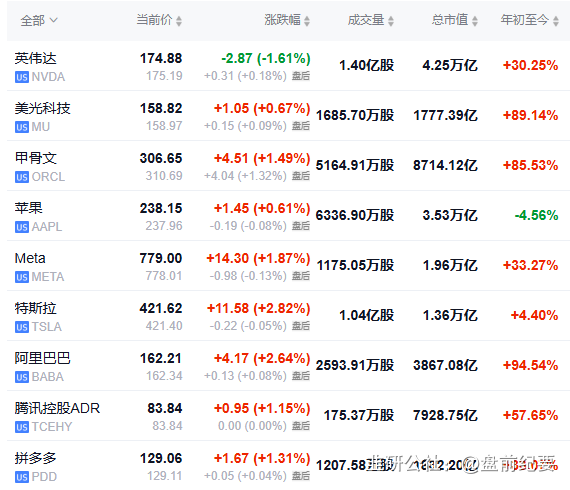 全部 当前价 涨跌幅 成交量 总市值 年初至今
英伟达 174.88 -2.87 (-1.61%) 1.40亿股 4.25万亿 +30.25%
US NVDA 175.19 +0.31 (+0.18%) 盘后
美光科技 158.82 +1.05 (+0.67%) 1685.70万股 1777.39亿 +89.14%
US MU 158.97 +0.15 (+0.09%) 盘后
甲骨文 306.65 +4.51 (+1.49%) 5164.91万股 8714.12亿 +85.53%
US ORCL 310.69 +4.04 (+1.32%) 盘后
苹果 238.15 +1.45 (+0.61%) 6336.90万股 3.53万亿 -4.56%
US AAPL 237.96 -0.19 (-0.08%) 盘后
Meta 779.00 +14.30 (+1.87%) 1175.05万股 1.96万亿 +33.27%
US META 778.01 -0.98 (-0.13%) 盘后
特斯拉 421.62 +11.58 (+2.82%) 1.04亿股 1.36万亿 +4.40%
US TSLA 421.40 -0.22 (-0.05%) 盘后
阿里巴巴 162.21 +4.17 (+2.64%) 2593.91万股 3867.08亿 +94.54%
US BABA 162.34 +0.13 (+0.08%) 盘后
腾讯控股ADR 83.84 +0.95 (+1.15%) 175.37万股 7928.75亿 +57.65%
US TCEHY 83.84 0.00 (0.00%) 盘后
拼多多 129.06 +1.67 (+1.31%) 1207.58万股
US PDD 129.11 +0.05 (+0.04%) 盘后
@盘前纪要